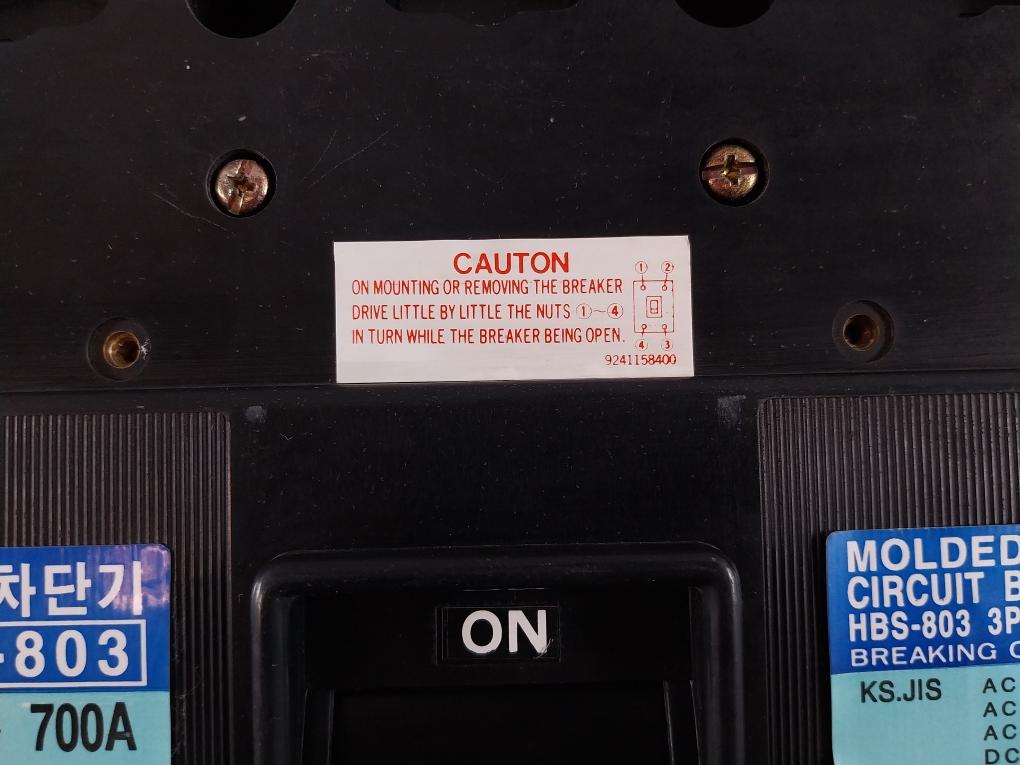 CAUTON
ON MOUNTING OR REMOVING THE BREAKER
DRIVE LITTLE BY LITTLE THE NUTS ①~④
IN TURN WHILE THE BREAKER BEING OPEN.
① ②
④ ③
9241158400
차단기
-803
700A
ON
MOLDED
CIRCUIT B
HBS-803 3P
BREAKING C
KS.JIS AC
AC
AC
DC